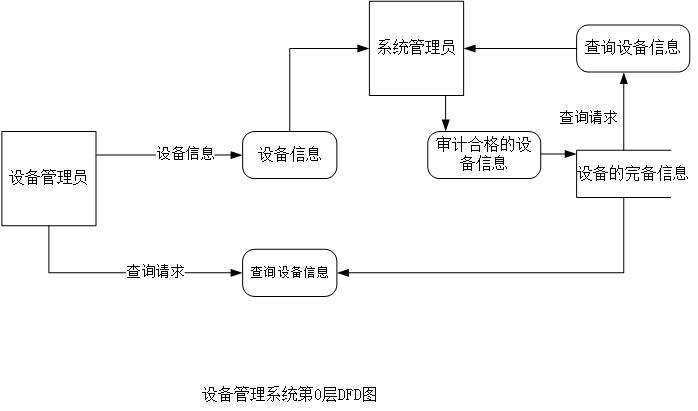 系统管理员
查询设备信息
查询请求
审计合格的设
备信息
设备信息
设备信息
设备的完备信息
设备管理员
查询请求
查询设备信息
设备管理系统第0层DFD图